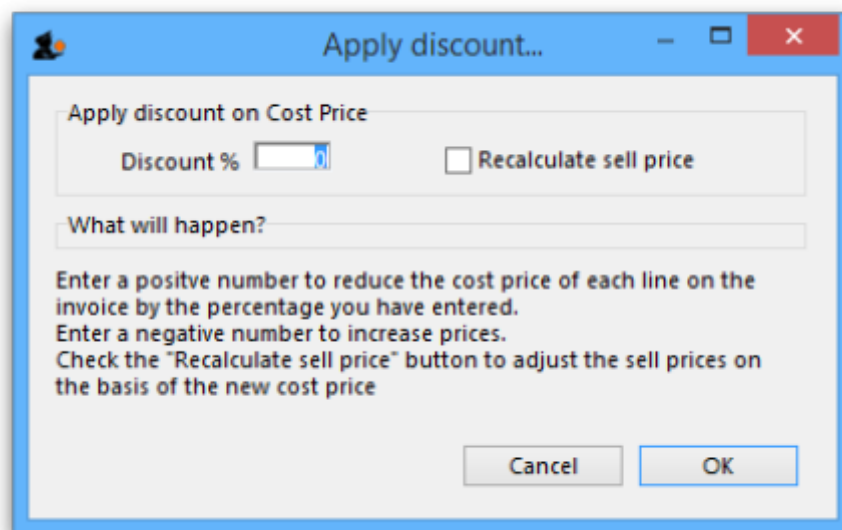 Apply discount...
Apply discount on Cost Price
Discount % 0 Recalculate sell price
What will happen?
Enter a positve number to reduce the cost price of each line on the
invoice by the percentage you have entered.
Enter a negative number to increase prices.
Check the "Recalculate sell price" button to adjust the sell prices on
the basis of the new cost price
Cancel OK